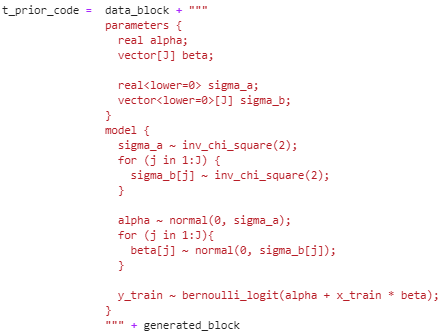 t_prior_code =  data_block + """
parameters {
  real alpha;
  vector[J] beta;

  real<lower=0> sigma_a;
  vector<lower=0>[J] sigma_b;
}
model {
  sigma_a ~ inv_chi_square(2);
  for (j in 1:J) {
    sigma_b[j] ~ inv_chi_square(2);
  }

  alpha ~ normal(0, sigma_a);
  for (j in 1:J){
    beta[j] ~ normal(0, sigma_b[j]);
  }

  y_train ~ bernoulli_logit(alpha + x_train * beta);
}
""" + generated_block